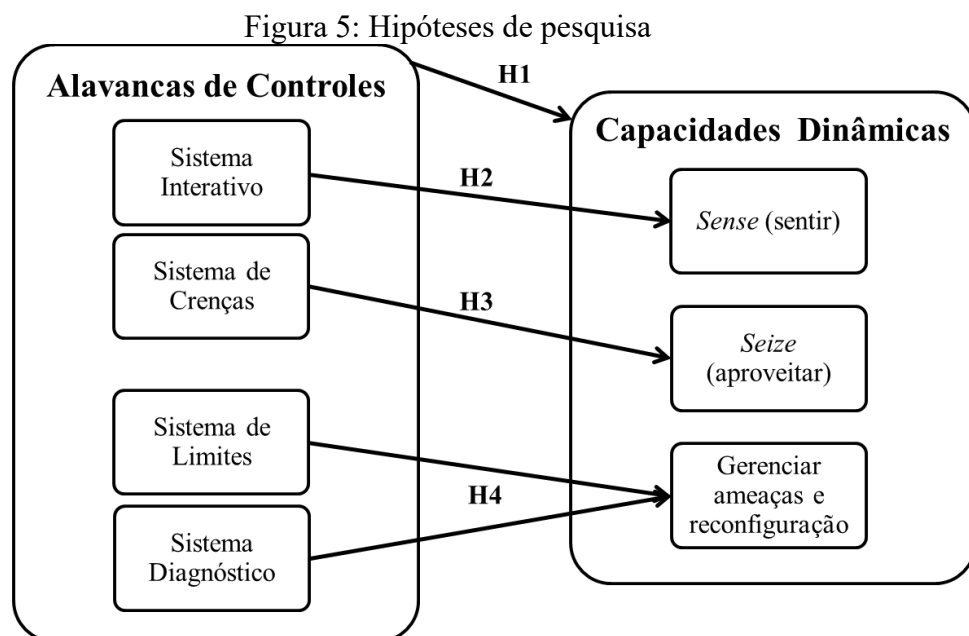 Figura 5: Hipóteses de pesquisa
Alavancas de Controles
Sistema
Interativo
Sistema de
Crenças
Sistema de
Limites
Sistema
Diagnóstico
H1
H2
H3
H4
Capacidades Dinâmicas
Sense (sentir)
Seize
(aproveitar)
Gerenciar
ameaças e
reconfiguração